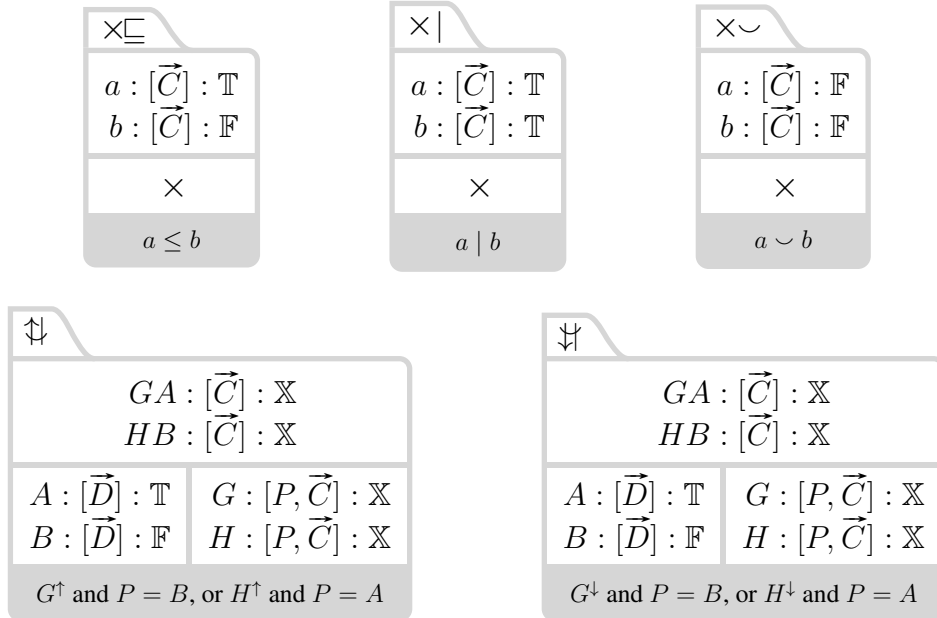 ×⊑
a : [C⃗] : 𝕋
b : [C⃗] : 𝔽
×
a ≤ b
× |
a : [C⃗] : 𝕋
b : [C⃗] : 𝕋
×
a | b
×⌣
a : [C⃗] : 𝔽
b : [C⃗] : 𝔽
×
a ⌣ b
GA : [C⃗] : 𝕏
HB : [C⃗] : 𝕏
A : [D⃗] : 𝕋 G : [P, C⃗] : 𝕏
B : [D⃗] : 𝔽 H : [P, C⃗] : 𝕏
G↑ and P = B, or H↑ and P = A
GA : [C⃗] : 𝕏
HB : [C⃗] : 𝕏
A : [D⃗] : 𝕋 G : [P, C⃗] : 𝕏
B : [D⃗] : 𝔽 H : [P, C⃗] : 𝕏
G↓ and P = B, or H↓ and P = A